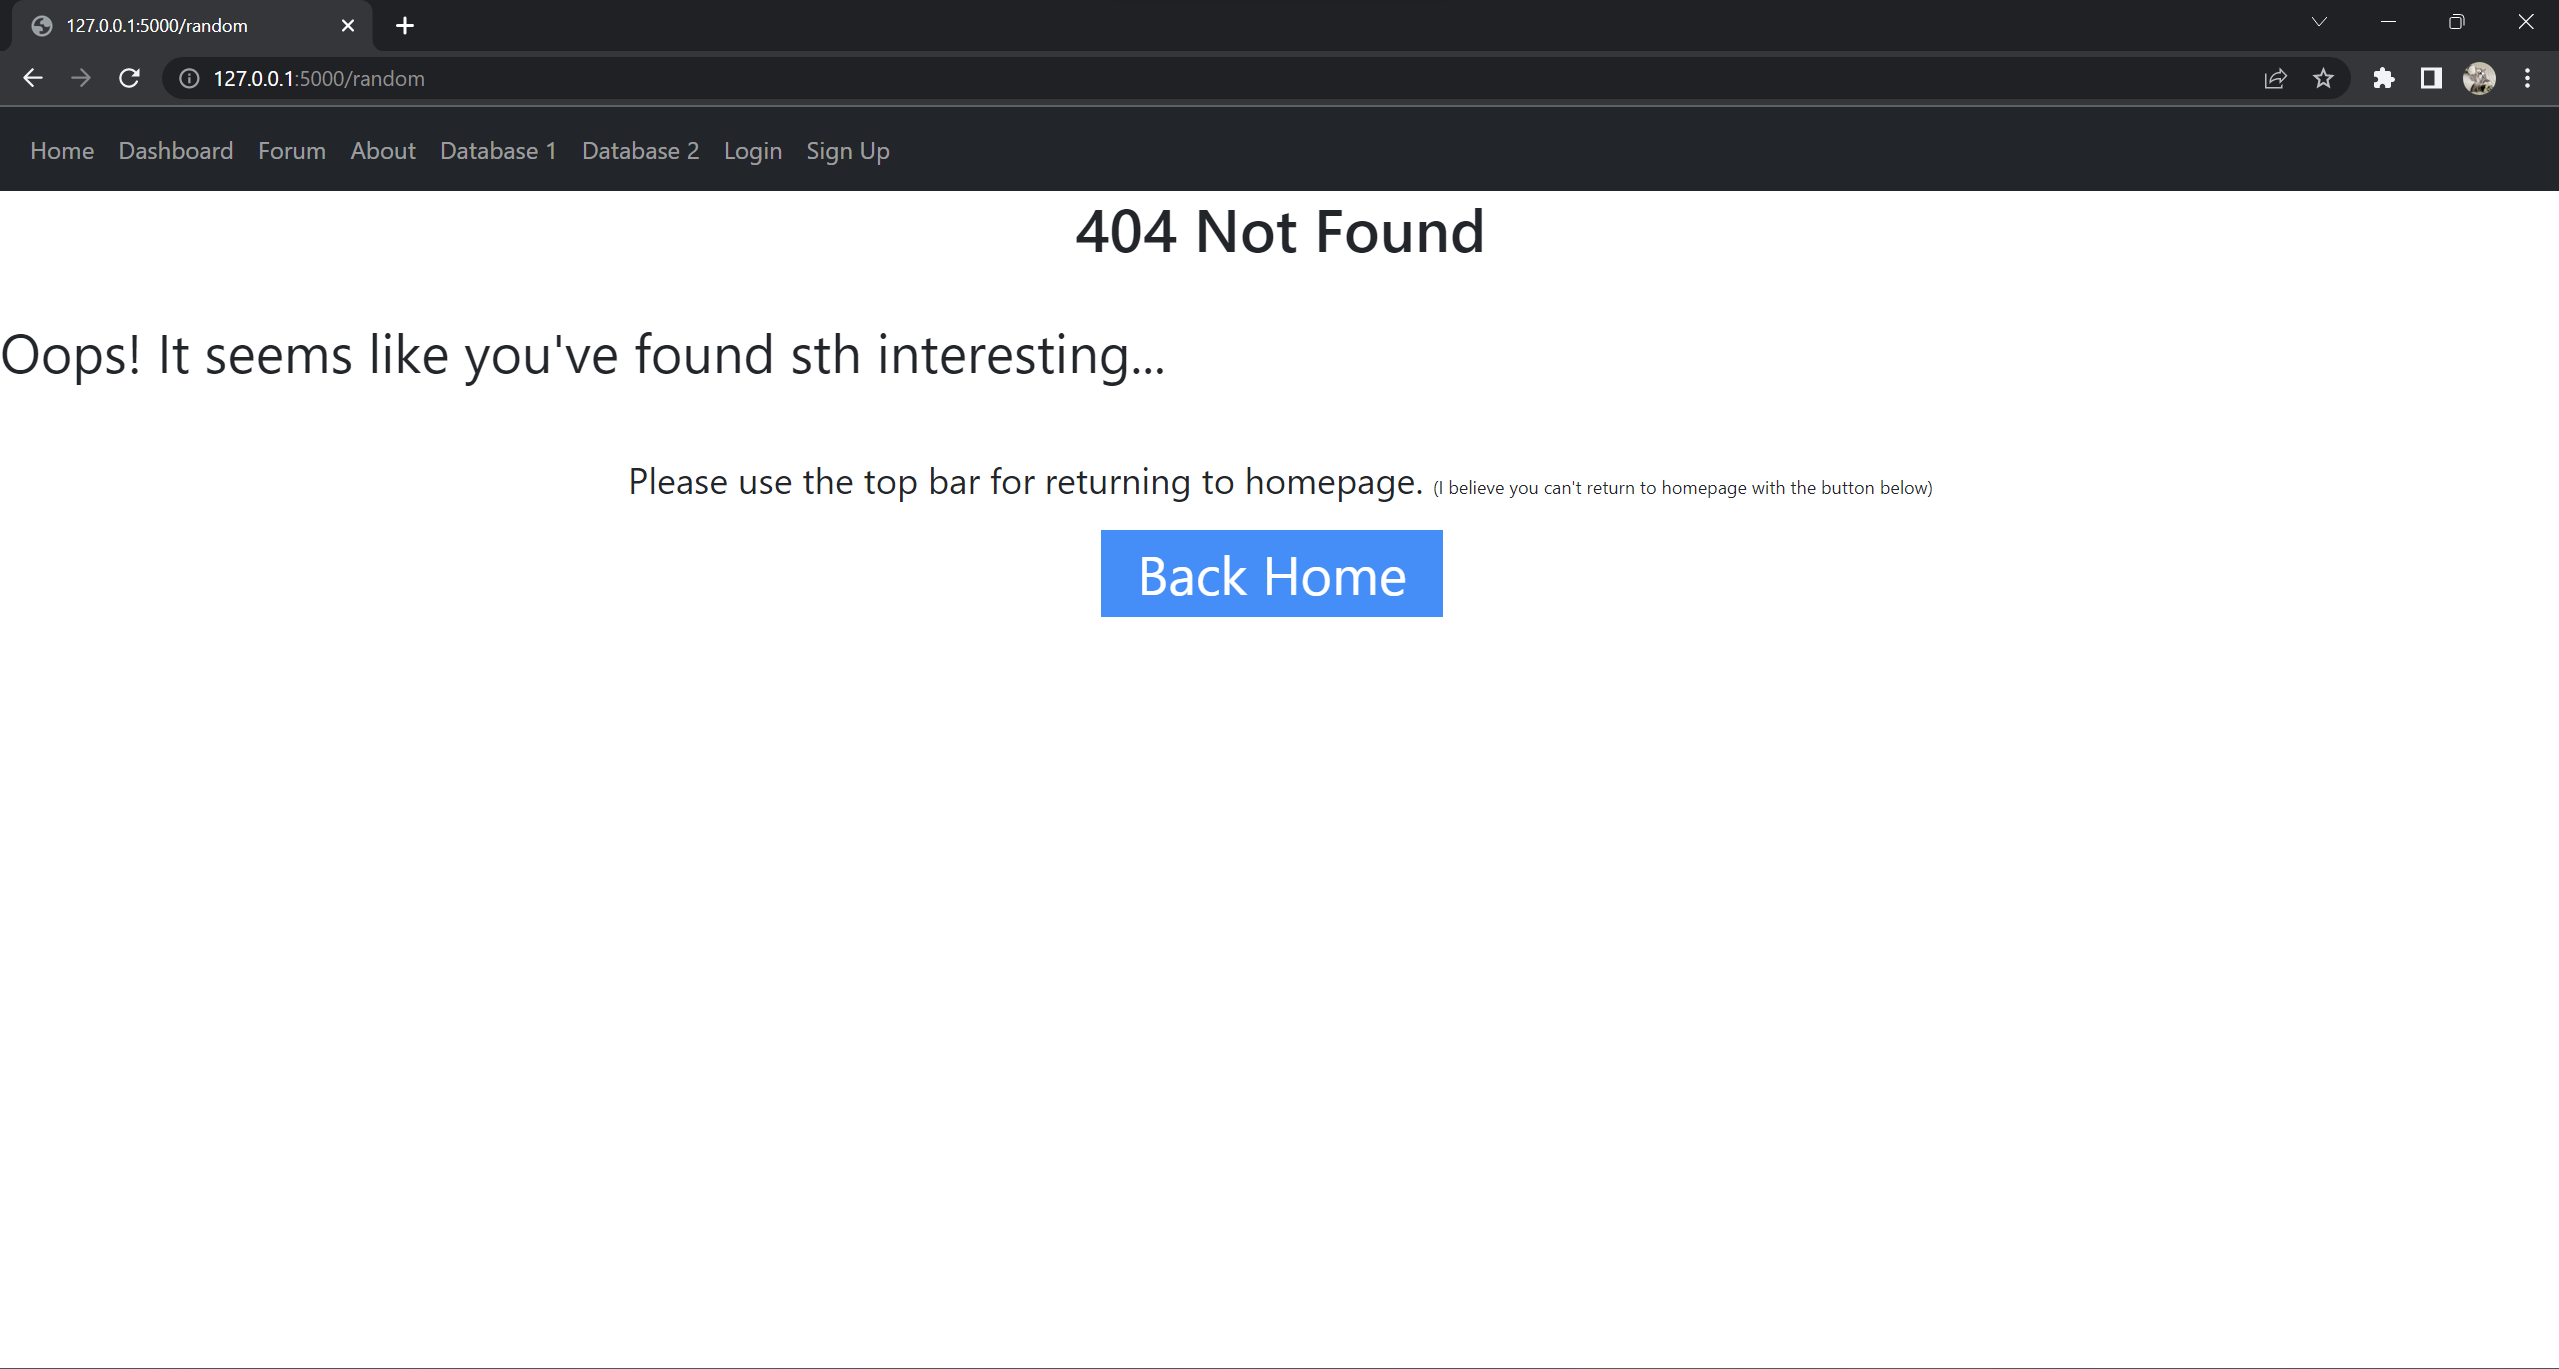 127.0.0.1:5000/random
127.0.0.1:5000/random
Home Dashboard Forum About Database 1 Database 2 Login Sign Up
404 Not Found
Oops! It seems like you've found sth interesting...
Please use the top bar for returning to homepage. (I believe you can't return to homepage with the button below)
Back Home